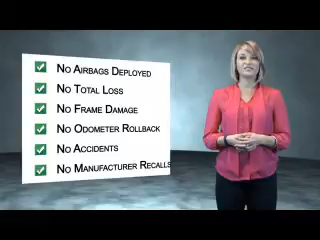 No Airbags Deployed
No Total Loss
No Frame Damage
No Odometer Rollback
No Accidents
No Manufacturer Recalls